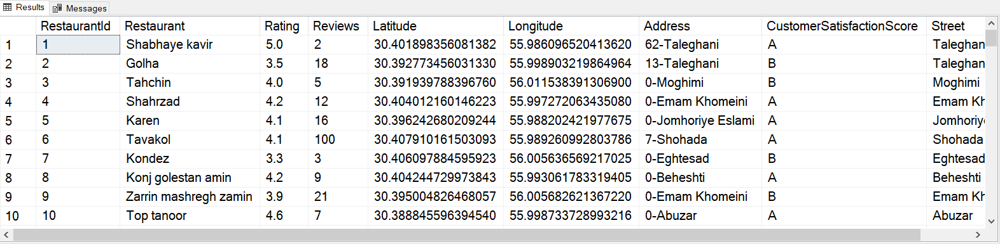 Results Messages
RestaurantId Restaurant Rating Reviews Latitude Longitude Address CustomerSatisfactionScore Street
1 1 Shabhaye kavir 5.0 2 30.401898356081382 55.986096520413620 62-Taleghani A Taleghan
2 2 Golha 3.5 18 30.392773456031330 55.998903219864964 13-Taleghani B Taleghan
3 3 Tahchin 4.0 5 30.391939788396760 56.011538391306900 0-Moghimi B Moghimi
4 4 Shahrzad 4.2 12 30.404012160146223 55.997272063435080 0-Emam Khomeini A Emam Kh
5 5 Karen 4.1 16 30.396242680209244 55.988202421977675 0-Jomhoriye Eslami A Jomhoriye
6 6 Tavakol 4.1 100 30.407910161503093 55.989260992803786 7-Shohada A Shohada
7 7 Kondez 3.3 3 30.406097884595923 56.005636569217025 0-Eghtesad B Eghtesad
8 8 Konj golestan amin 4.2 9 30.404244729973843 55.993061783319405 0-Beheshti A Beheshti
9 9 Zarrin mashregh zamin 3.9 21 30.395004826468057 56.005682621367220 0-Emam Khomeini B Emam Kh
10 10 Top tanoor 4.6 7 30.388845596394540 55.998733728993216 0-Abuzar A Abuzar